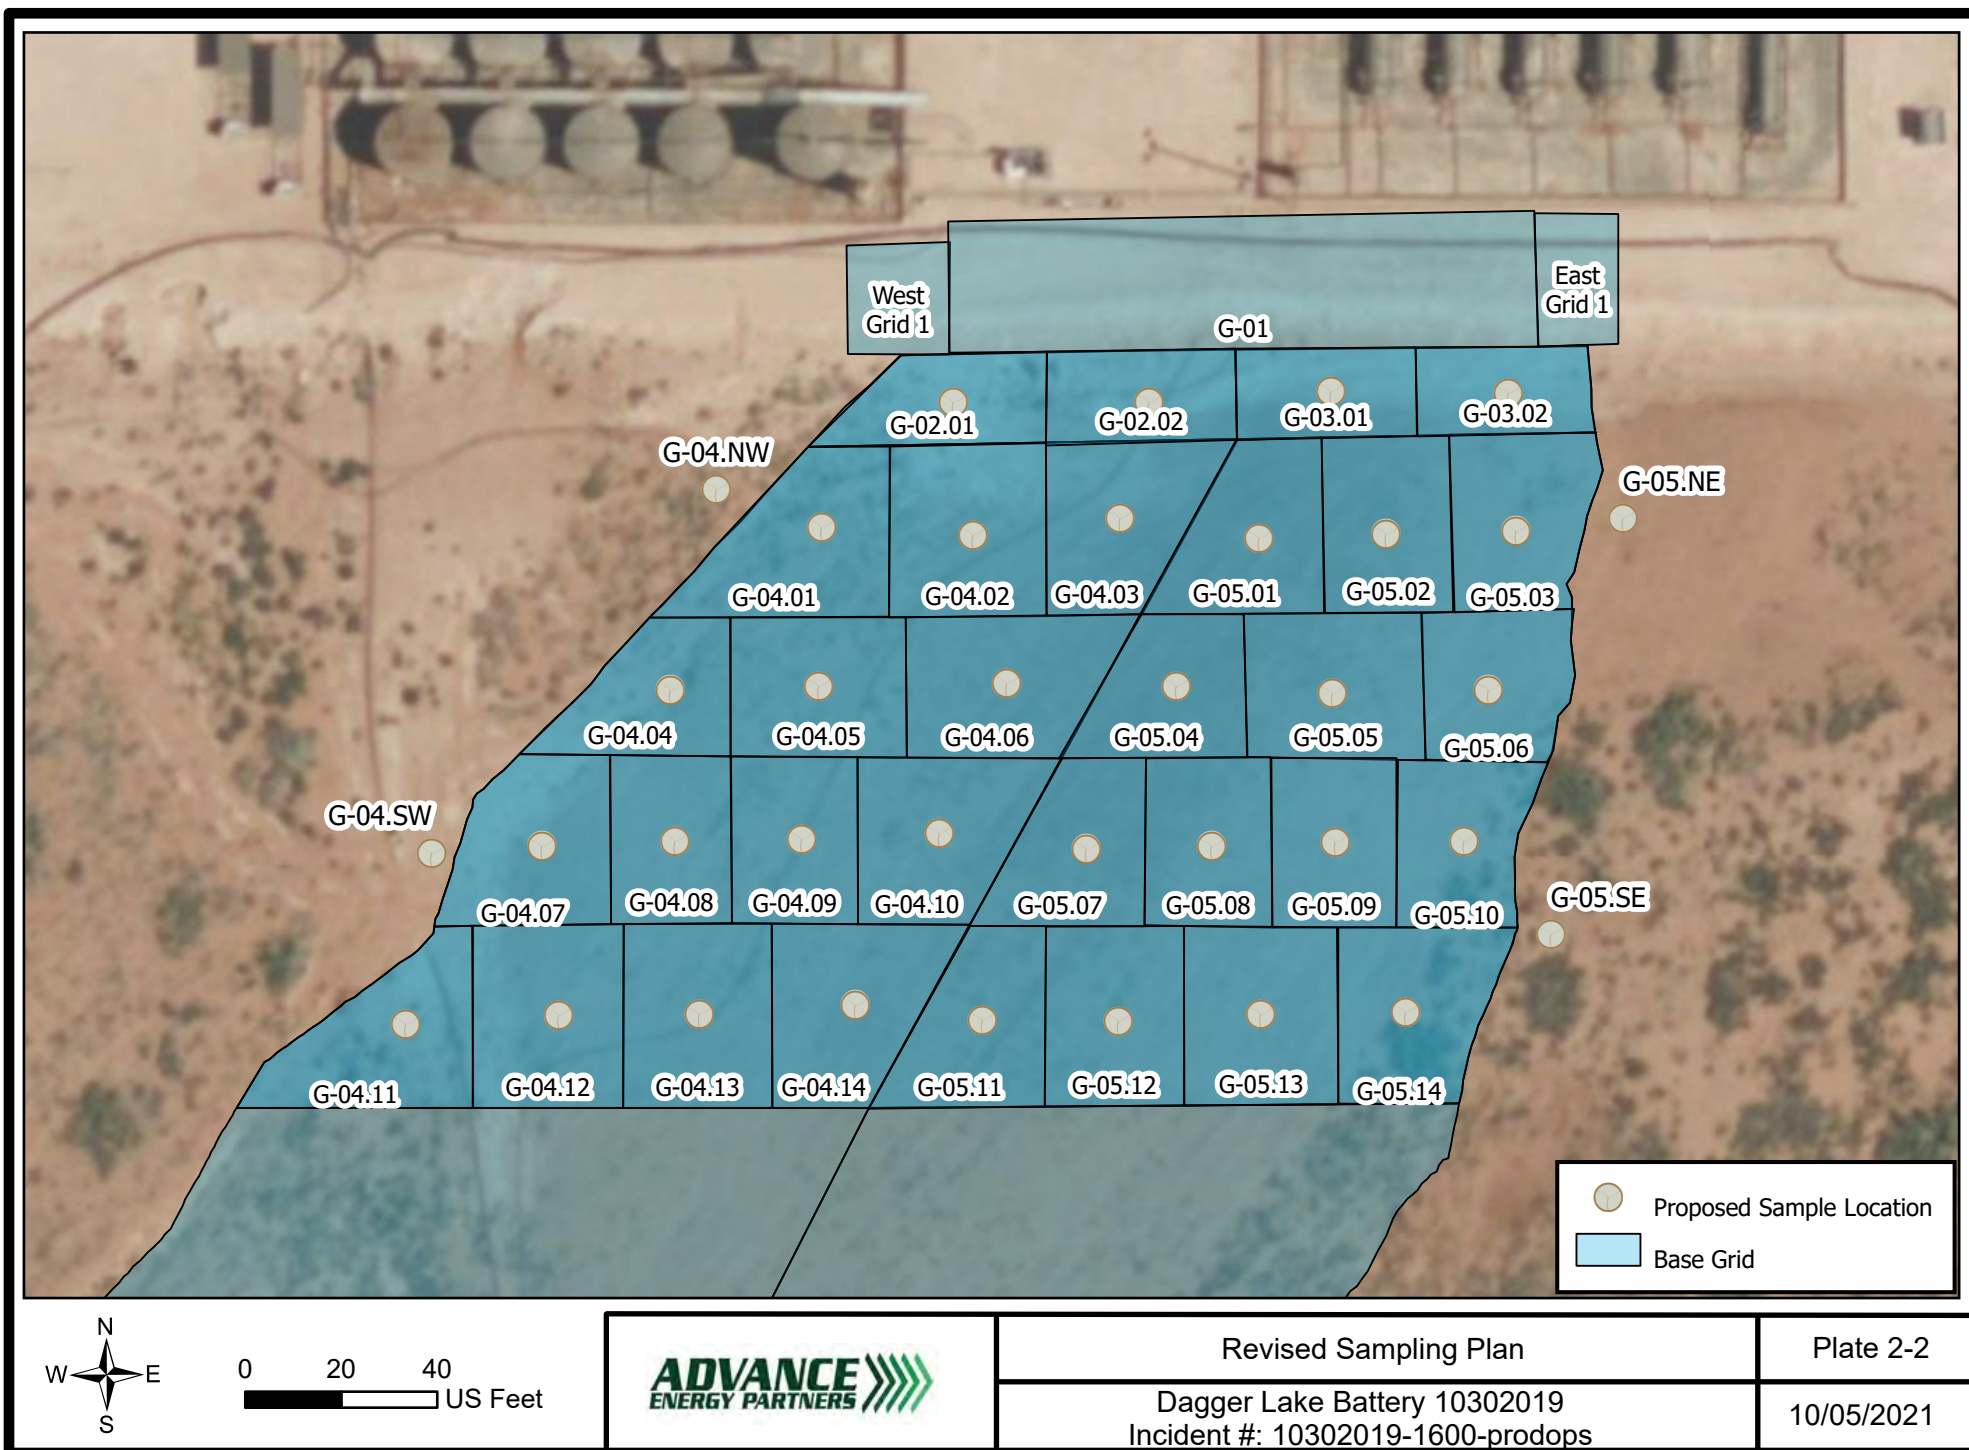 West
Grid 1
East
Grid 1
G-01
G-02.01
G-02.02
G-03.01
G-03.02
G-04.NW
G-05.NE
G-04.01
G-04.02
G-04.03
G-05.01
G-05.02
G-05.03
G-04.04
G-04.05
G-04.06
G-05.04
G-05.05
G-05.06
G-04.SW
G-04.07
G-04.08
G-04.09
G-04.10
G-05.07
G-05.08
G-05.09
G-05.10
G-05.SE
G-04.11
G-04.12
G-04.13
G-04.14
G-05.11
G-05.12
G-05.13
G-05.14
Proposed Sample Location
Base Grid
N
W E
S
0 20 40
US Feet
ADVANCE
ENERGY PARTNERS
Revised Sampling Plan
Plate 2-2
Dagger Lake Battery 10302019
Incident #: 10302019-1600-prodops
10/05/2021